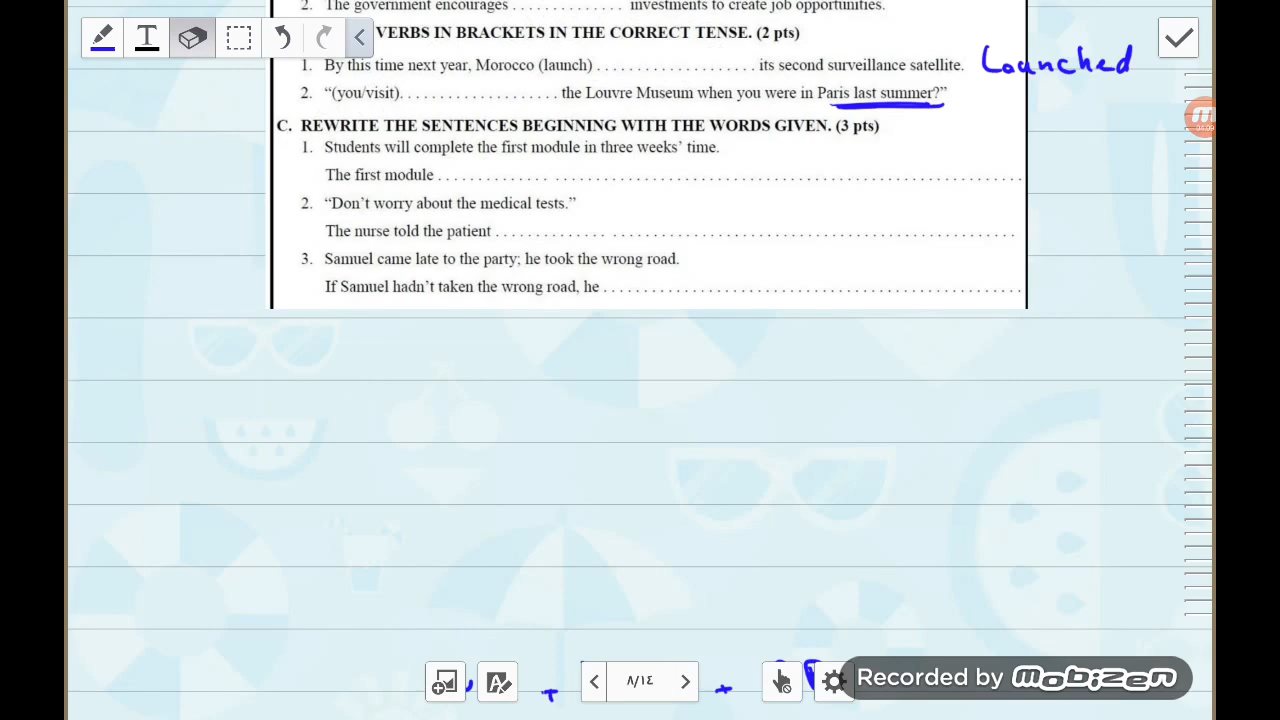 2. The government encourages . . . . . . . . . . . . . . investments to create job opportunities.
T
VERBS IN BRACKETS IN THE CORRECT TENSE. (2 pts)
1. By this time next year, Morocco (launch) . . . . . . . . . . . . . . . . . . . . its second surveillance satellite. Launched
2. “(you/visit). . . . . . . . . . . . . . . . . . . . the Louvre Museum when you were in Paris last summer?”
C. REWRITE THE SENTENCES BEGINNING WITH THE WORDS GIVEN. (3 pts)
1. Students will complete the first module in three weeks’ time.
The first module . . . . . . . . . . . . . . . . . . . . . . . . . . . . . . . . . . . . . . . .
2. “Don’t worry about the medical tests.”
The nurse told the patient . . . . . . . . . . . . . . . . . . . . . . . . . . . . . . . . . . . . . . . .
3. Samuel came late to the party; he took the wrong road.
If Samuel hadn’t taken the wrong road, he . . . . . . . . . . . . . . . . . . . . . . . . . . . . . . . . . . . . . . . .
٨/١٤
Recorded by mobizen